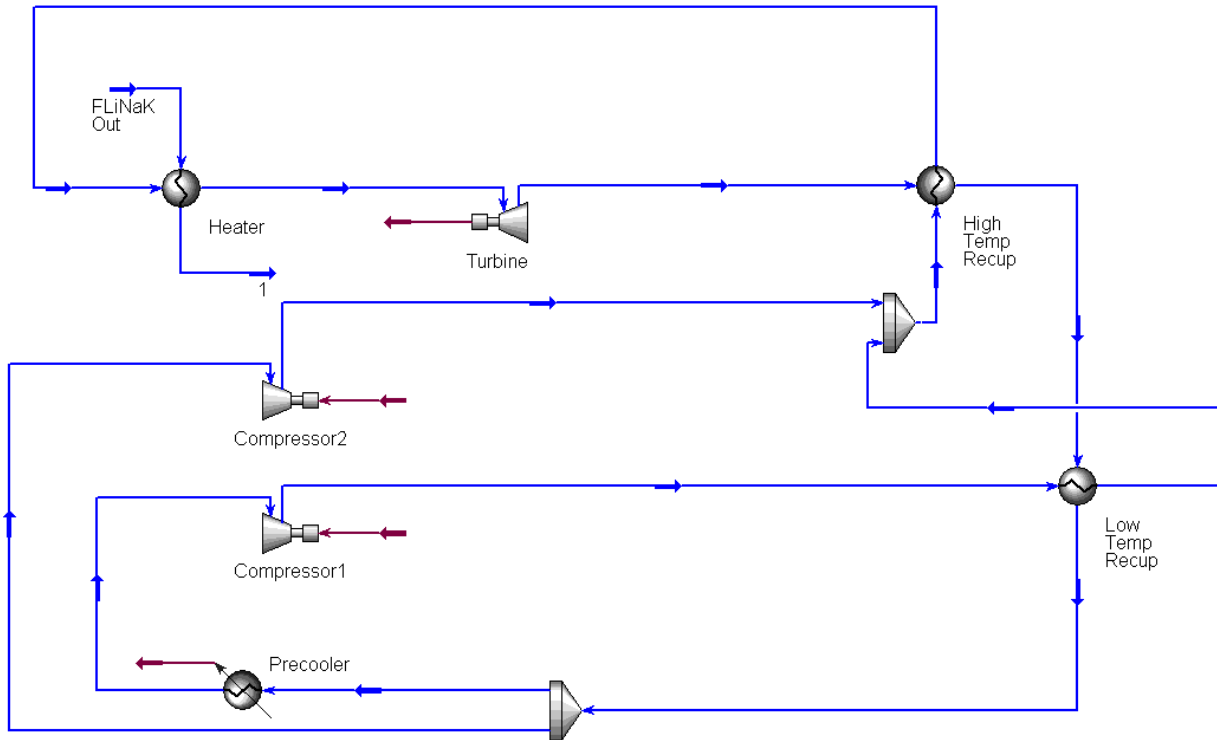 FLiNaK
Out
Heater
1
Turbine
High
Temp
Recup
Compressor2
Compressor1
Low
Temp
Recup
Precooler